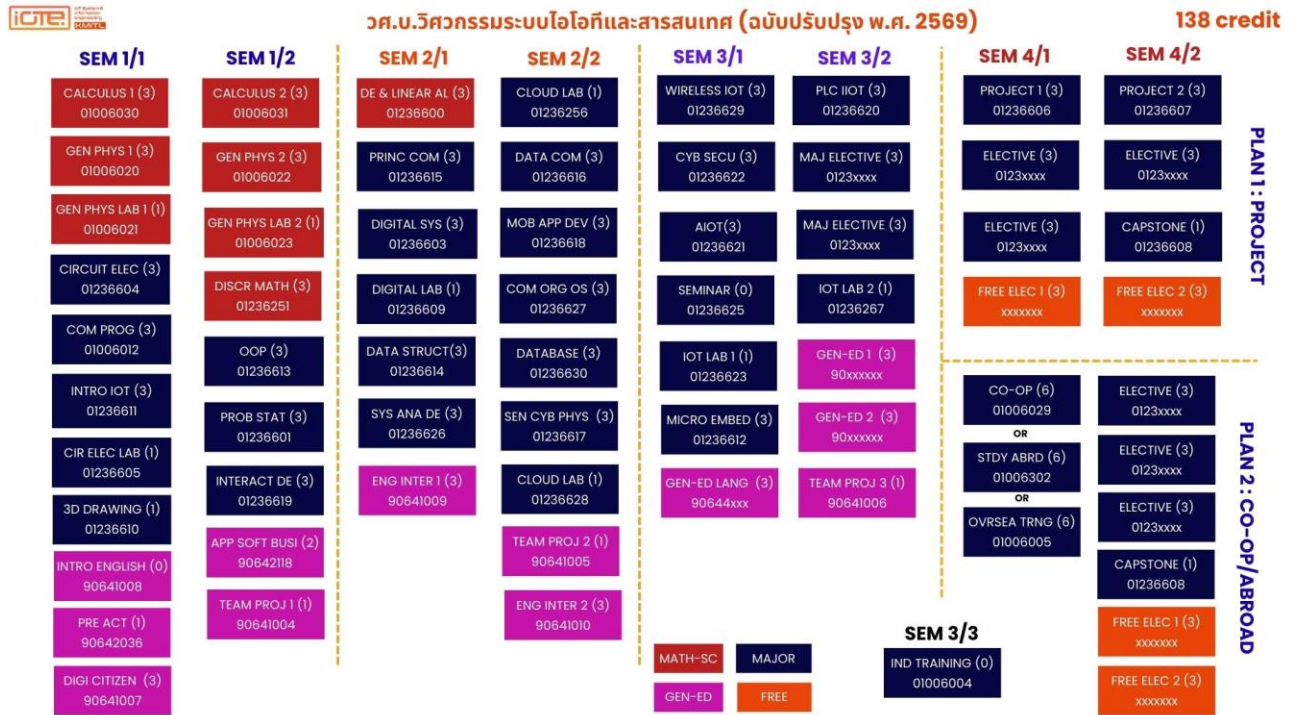 iCTE.
IoT System &
Information
Engineering
KMITL
วศ.บ.วิศวกรรมระบบไอโอทีและสารสนเทศ (ฉบับปรับปรุง พ.ศ. 2569)
138 credit
SEM 1/1
CALCULUS 1 (3)
01006030
GEN PHYS 1 (3)
01006020
GEN PHYS LAB 1 (1)
01006021
CIRCUIT ELEC (3)
01236604
COM PROG (3)
01006012
INTRO IOT (3)
01236611
CIR ELEC LAB (1)
01236605
3D DRAWING (1)
01236610
INTRO ENGLISH (0)
90641008
PRE ACT (1)
90642036
DIGI CITIZEN (3)
90641007
SEM 1/2
CALCULUS 2 (3)
01006031
GEN PHYS 2 (3)
01006022
GEN PHYS LAB 2 (1)
01006023
DISCR MATH (3)
01236251
OOP (3)
01236613
PROB STAT (3)
01236601
INTERACT DE (3)
01236619
APP SOFT BUSI (2)
90642118
TEAM PROJ 1 (1)
90641004
SEM 2/1
DE & LINEAR AL (3)
01236600
PRINC COM (3)
01236615
DIGITAL SYS (3)
01236603
DIGITAL LAB (1)
01236609
DATA STRUCT(3)
01236614
SYS ANA DE (3)
01236626
ENG INTER 1 (3)
90641009
SEM 2/2
CLOUD LAB (1)
01236256
DATA COM (3)
01236616
MOB APP DEV (3)
01236618
COM ORG OS (3)
01236627
DATABASE (3)
01236630
SEN CYB PHYS (3)
01236617
CLOUD LAB (1)
01236628
TEAM PROJ 2 (1)
90641005
ENG INTER 2 (3)
90641010
SEM 3/1
WIRELESS IOT (3)
01236629
CYB SECU (3)
01236622
AIOT(3)
01236621
SEMINAR (0)
01236625
IOT LAB 1 (1)
01236623
MICRO EMBED (3)
01236612
GEN-ED LANG (3)
90644xxx
SEM 3/2
PLC IIOT (3)
01236620
MAJ ELECTIVE (3)
0123xxxx
MAJ ELECTIVE (3)
0123xxxx
IOT LAB 2 (1)
01236267
GEN-ED 1 (3)
90xxxxxx
GEN-ED 2 (3)
90xxxxxx
TEAM PROJ 3 (1)
90641006
SEM 4/1
PROJECT 1 (3)
01236606
ELECTIVE (3)
0123xxxx
ELECTIVE (3)
0123xxxx
FREE ELEC 1 (3)
xxxxxxx
SEM 4/2
PROJECT 2 (3)
01236607
ELECTIVE (3)
0123xxxx
CAPSTONE (1)
01236608
FREE ELEC 2 (3)
xxxxxxx
PLAN 1 : PROJECT
CO-OP (6)
01006029
OR
STDY ABRD (6)
01006302
OR
OVRSEA TRNG (6)
01006005
ELECTIVE (3)
0123xxxx
ELECTIVE (3)
0123xxxx
ELECTIVE (3)
0123xxxx
CAPSTONE (1)
01236608
FREE ELEC 1 (3)
xxxxxxx
FREE ELEC 2 (3)
xxxxxxx
PLAN 2 : CO-OP/ABROAD
SEM 3/3
IND TRAINING (0)
01006004
MATH-SC
MAJOR
GEN-ED
FREE